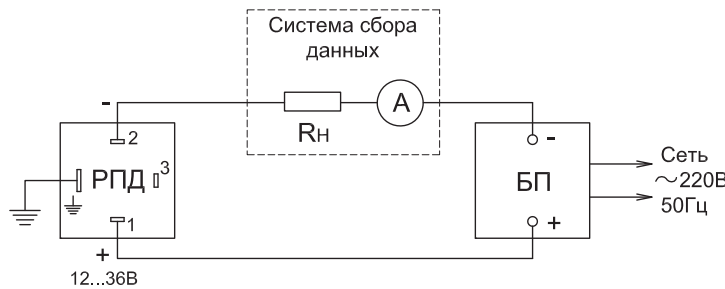 Система сбора
данных
-
A
Rн
2
-
РПД
3
БП
Сеть
~220В
50Гц
1
+
+
12...36В